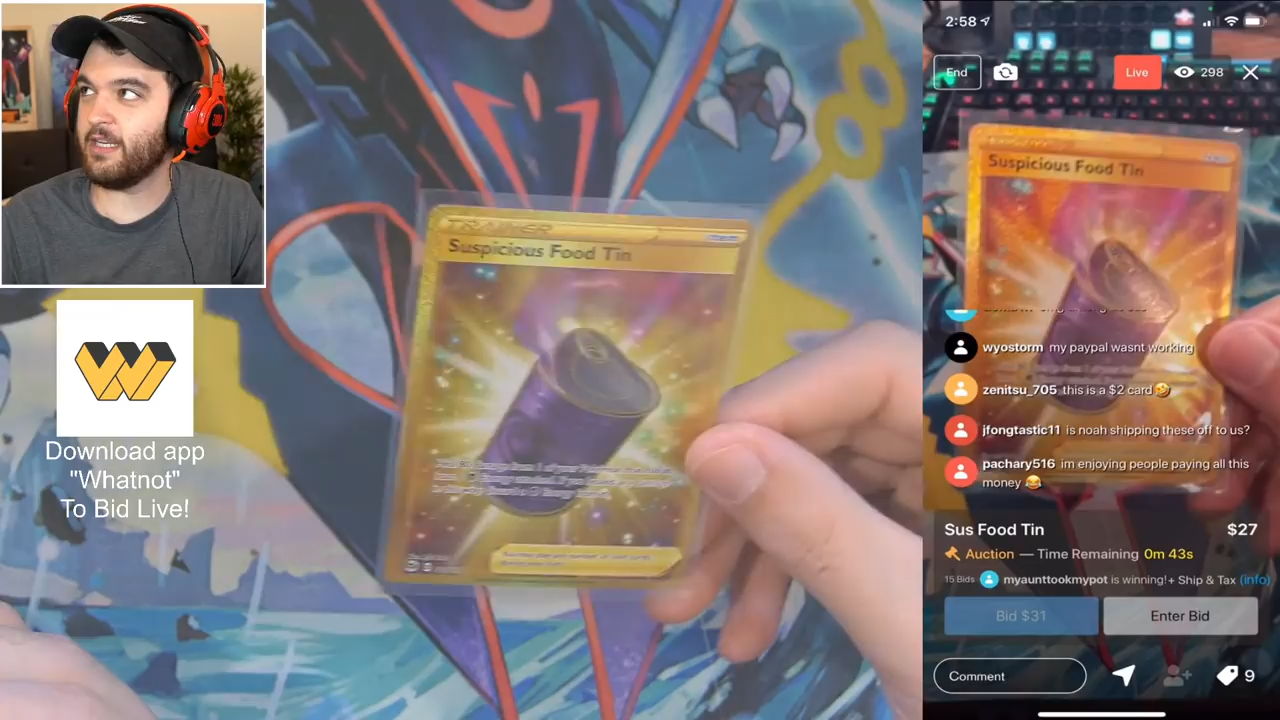 Download app
"Whatnot"
To Bid Live!
TRAINER
Suspicious Food Tin
2:58
End
Live
298
Suspicious Food Tin
wyostorm my paypal wasnt working
zenitsu_705 this is a $2 card 🤣
jfongtastic11 is noah shipping these off to us?
pachary516 im enjoying people paying all this
money 😂
Sus Food Tin
$27
Auction — Time Remaining 0m 43s
15 Bids myaunttookmypot is winning!+ Ship & Tax (info)
Bid $31
Enter Bid
Comment
9